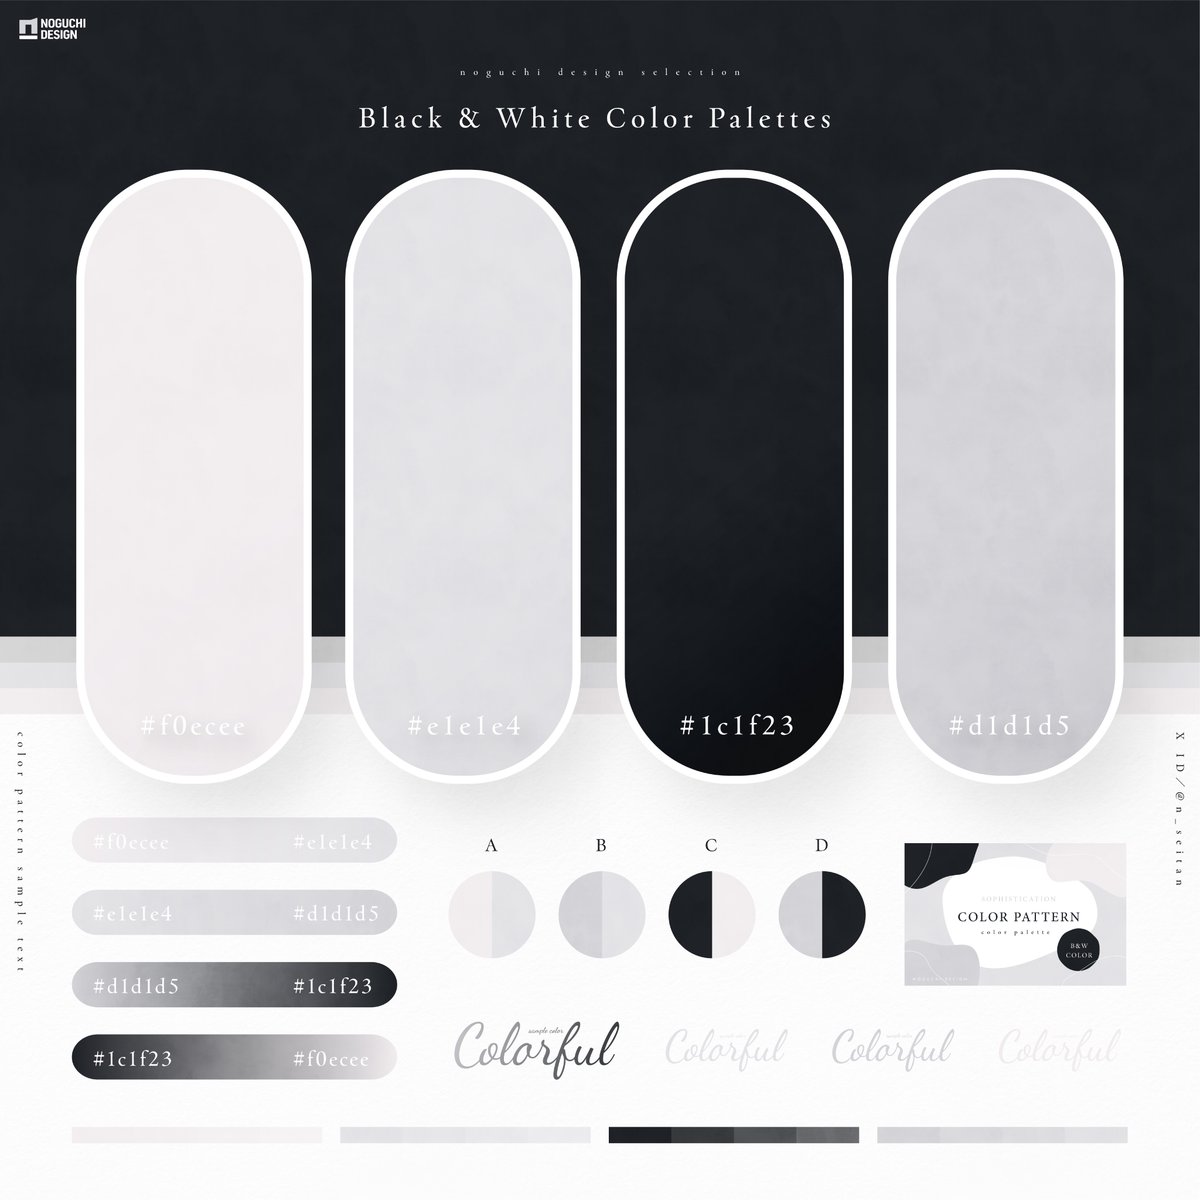 NOGUCHI
DESIGN
noguchi design selection
Black & White Color Palettes
#f0ecee
#e1e1e4
#1c1f23
#d1d1d5
color pattern sample text
X ID/@n_seitan
#f0ecee #e1e1e4
#e1e1e4 #d1d1d5
#d1d1d5 #1c1f23
#1c1f23 #f0ecee
A B C D
SOPHISTICATION
COLOR PATTERN
color palette
B&W
COLOR
NOGUCHI DESIGN
sample color
Colorful
Colorful
Colorful
Colorful